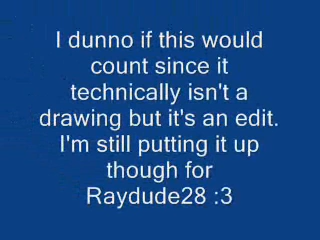 I dunno if this would
count since it
technically isn't a
drawing but it's an edit.
I'm still putting it up
though for
Raydude28 :3